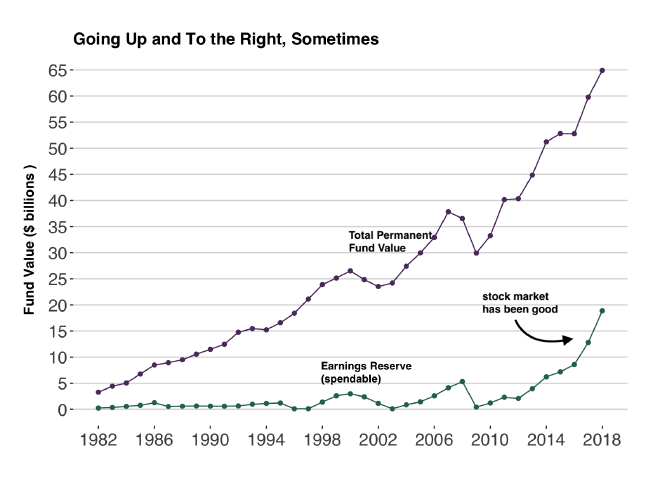 Going Up and To the Right, Sometimes
Fund Value ($ billions )
65
60
55
50
45
40
35
30
25
20
15
10
5
0
Total Permanent
Fund Value
stock market
has been good
Earnings Reserve
(spendable)
1982 1986 1990 1994 1998 2002 2006 2010 2014 2018